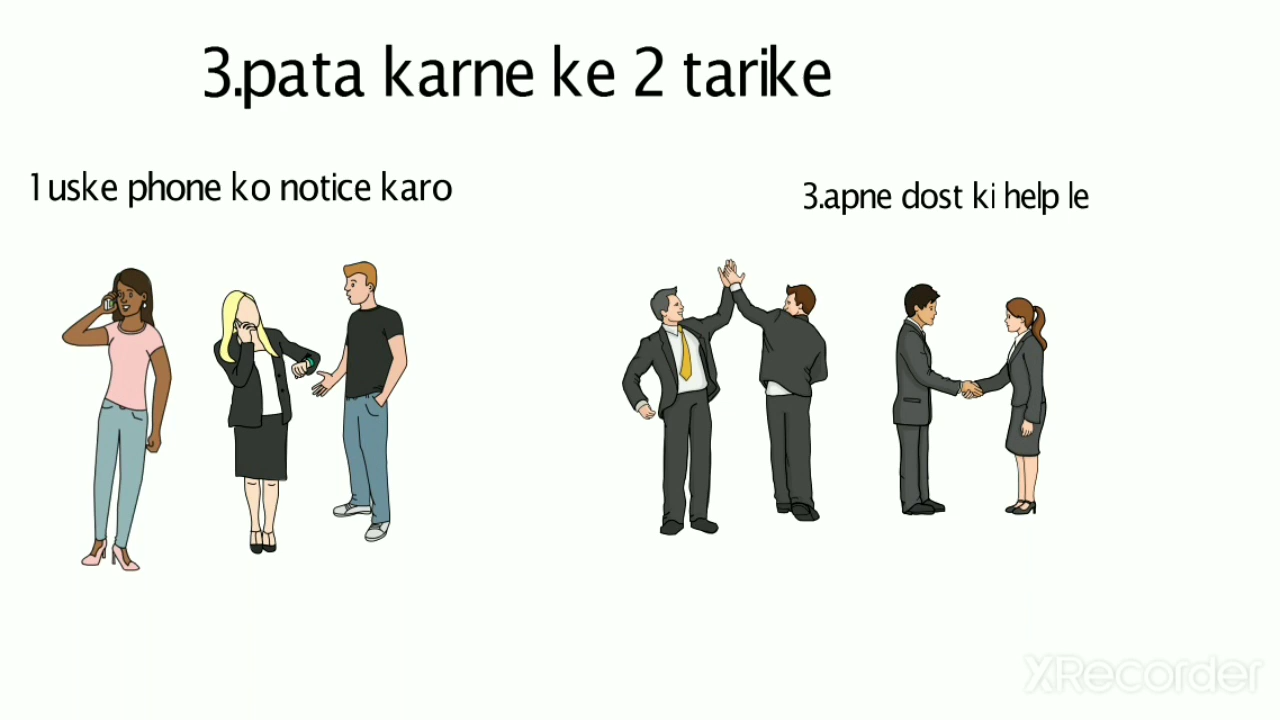 3.pata karne ke 2 tarike
1 uske phone ko notice karo
3.apne dost ki help le
XRecorder